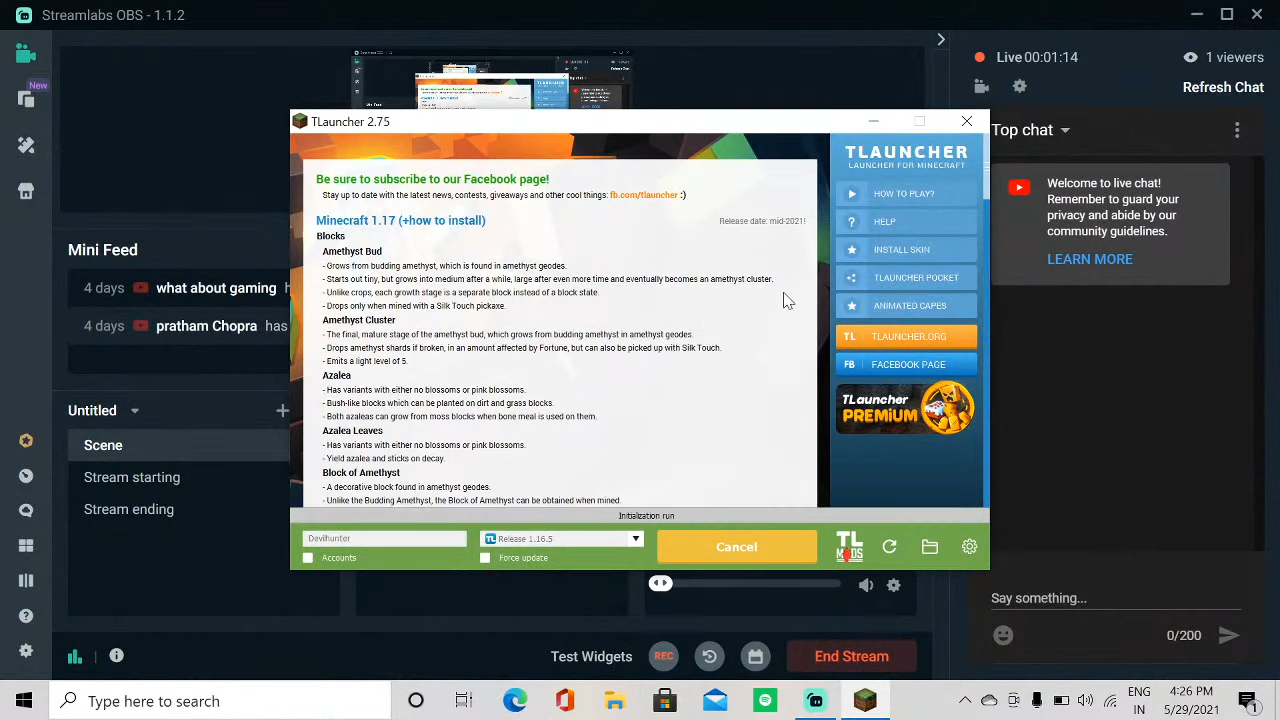 Streamlabs OBS - 1.1.2
Live 00:01:14
1 viewers
New
Refresh Chat
Top chat
TLauncher 2.75
Be sure to subscribe to our Facebook page!
Stay up to date with the latest news, contests, giveaways and other cool things: fb.com/tlauncher :)
Minecraft 1.17 (+how to install)
Release date: mid-2021!
Blocks
Amethyst Bud
- Grows from budding amethyst, which is found in amethyst geodes.
- Starts out tiny, but grows into medium after a while, large after even more time and eventually becomes an amethyst cluster.
- Unlike crops, each growth stage is a separate block instead of a block state.
- Drops only when mined with a Silk Touch pickaxe.
Amethyst Cluster
- The final, mature stage of the amethyst bud, which grows from budding amethyst in amethyst geodes.
- Drops amethyst shards if broken, in an amount affected by Fortune, but can also be picked up with Silk Touch.
- Emits a light level of 5.
Azalea
- Has variants with either no blossoms or pink blossoms.
- Bush-like blocks which can be planted on dirt and grass blocks.
- Both azaleas can grow from moss blocks when bone meal is used on them.
Azalea Leaves
- Has variants with either no blossoms or pink blossoms.
- Yield azalea and sticks on decay.
Block of Amethyst
- A decorative block found in amethyst geodes.
- Unlike the Budding Amethyst, the Block of Amethyst can be obtained when mined.
TLAUNCHER
LAUNCHER FOR MINECRAFT
HOW TO PLAY?
HELP
INSTALL SKIN
TLAUNCHER POCKET
ANIMATED CAPES
TL TLAUNCHER.ORG
FB FACEBOOK PAGE
TLauncher
PREMIUM
Initialization run
Devilhunter
TL Release 1.16.5
Cancel
TL
MODS
Accounts
Force update
Mini Feed
4 days what about gaming
4 days pratham Chopra has
Untitled
Scene
Stream starting
Stream ending
Welcome to live chat!
Remember to guard your
privacy and abide by our
community guidelines.
LEARN MORE
Say something...
0/200
Test Widgets
REC
End Stream
Type here to search
ENG
IN
4:26 PM
5/29/2021
1